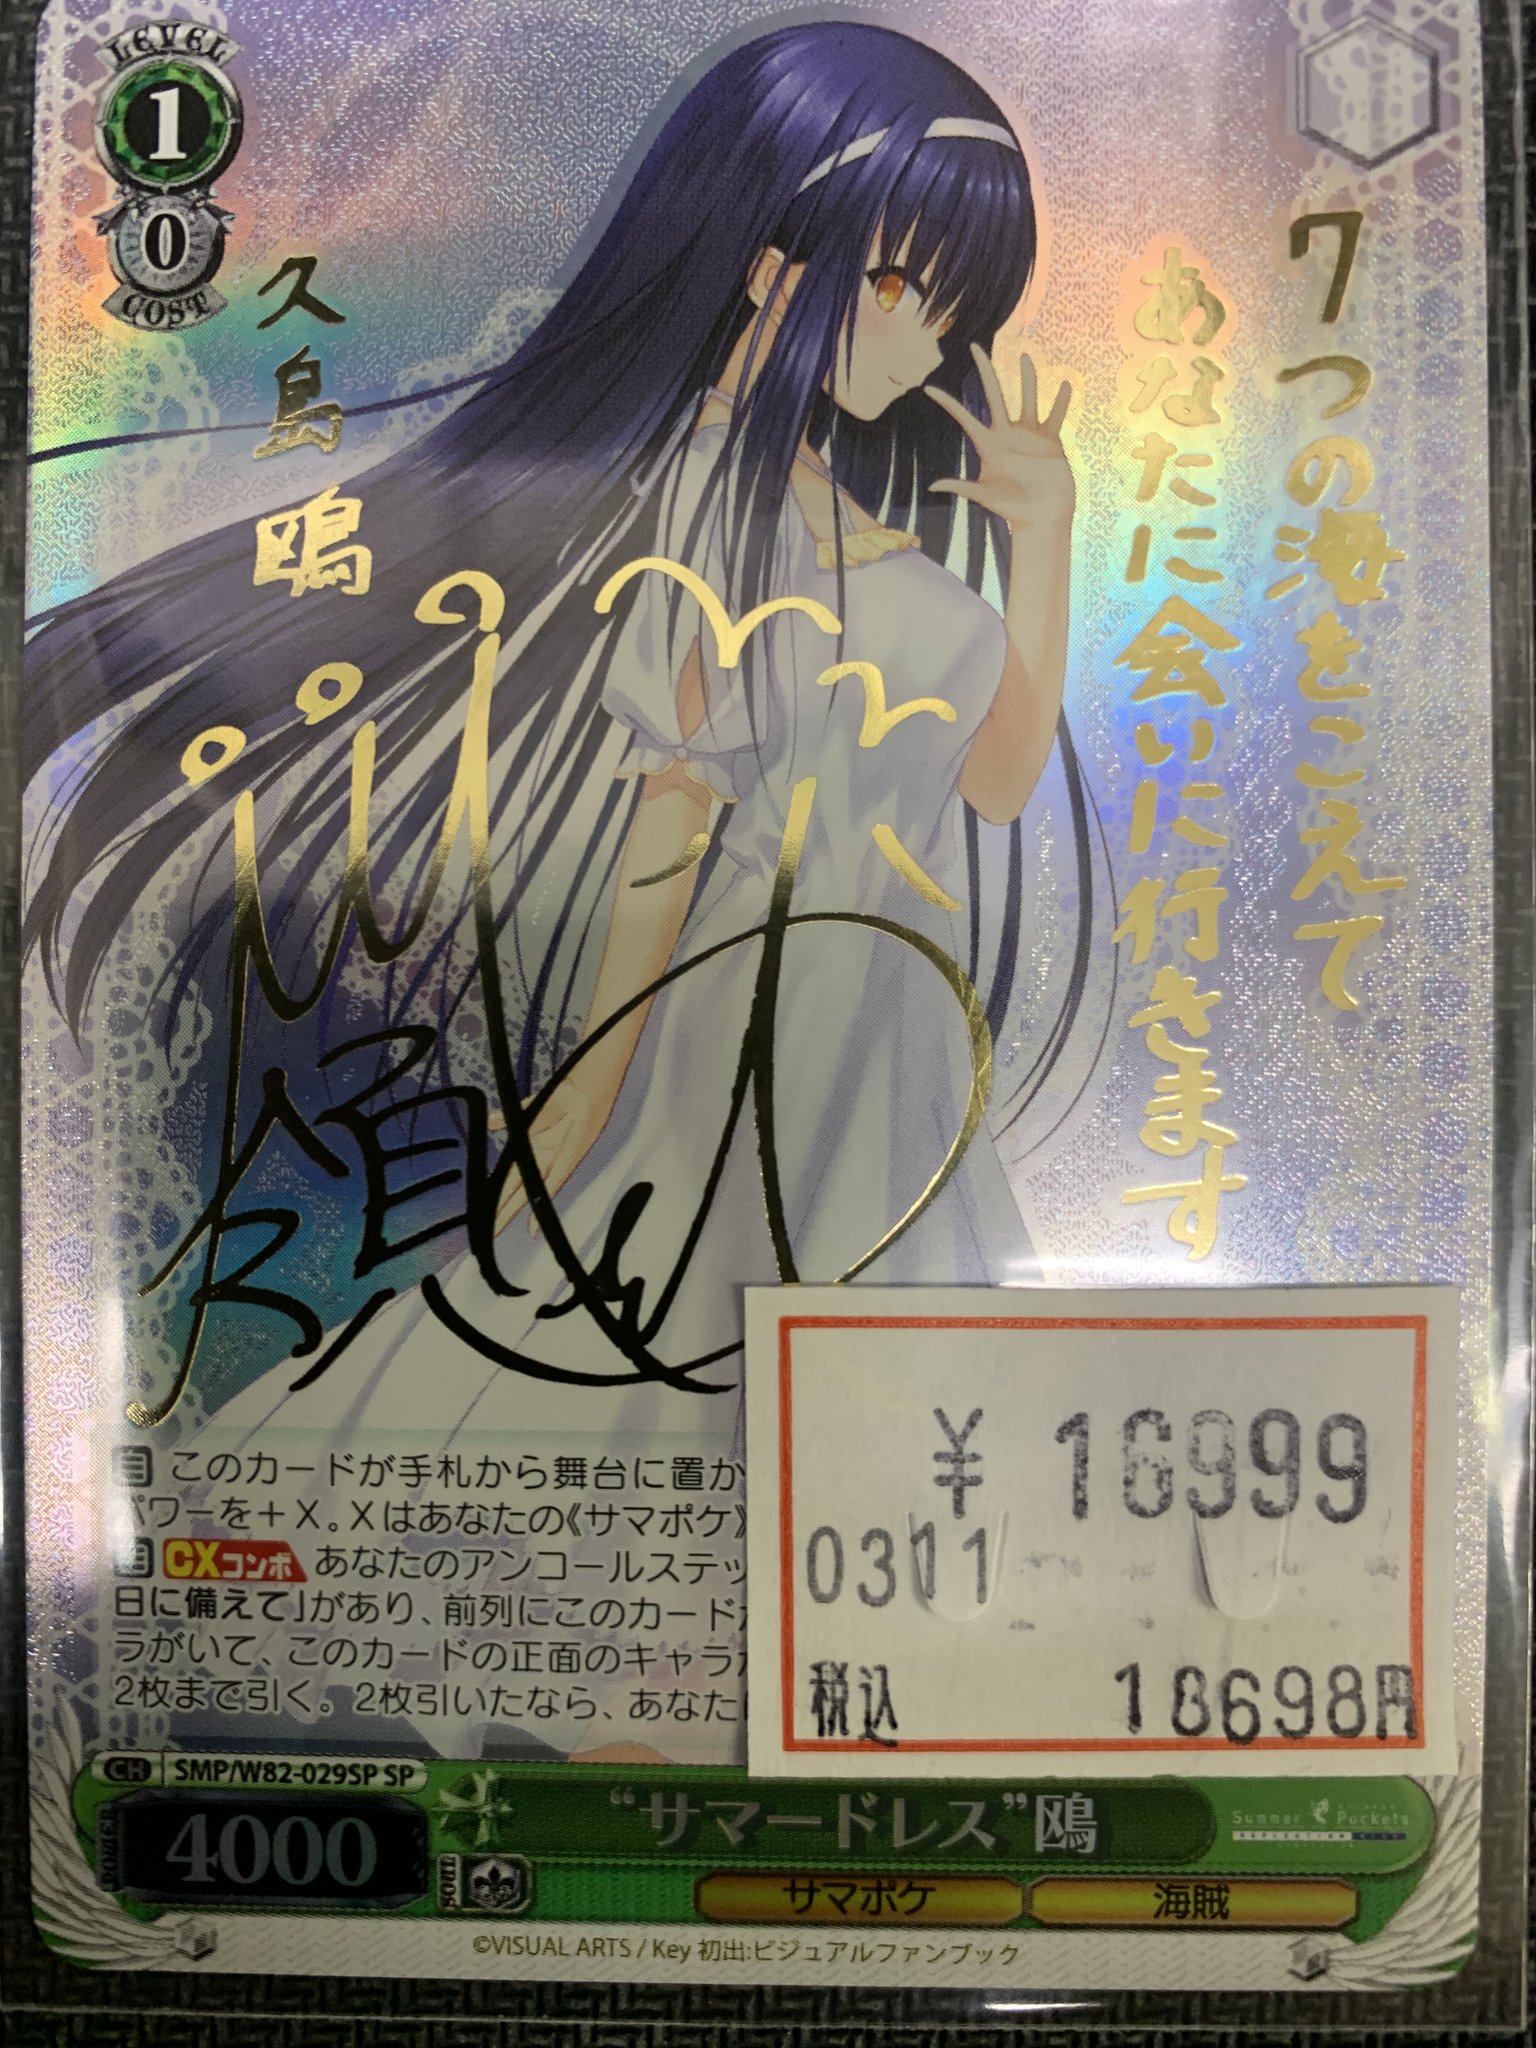 LEVEL
1
0
COST
7つの海をこえて
あなたに会いに行きます
久島 鴎
自 このカードが手札から舞台に置か
パワーを＋X。Xはあなたの《サマポケ》
自 CXコンボ あなたのアンコールステッ
日に備えて」があり、前列にこのカード
ラがいて、このカードの正面のキャラ
2枚まで引く。 2枚引いたなら、あなた
¥ 16999
0311
税込 18698円
CH SMP/W82-029SP SP
POWER 4000
SOUL
“サマードレス”鴎
Summer Pockets
REFLECTION BLUE
サマポケ 海賊
©VISUAL ARTS / Key 初出:ビジュアルファンブック